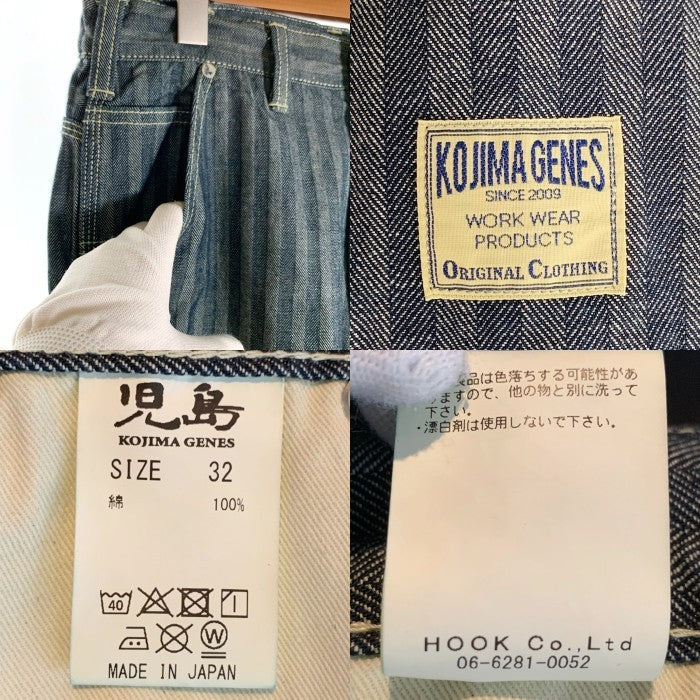 KOJIMA GENES
SINCE 2009
WORK WEAR
PRODUCTS
ORIGINAL CLOTHING
児島
KOJIMA GENES
SIZE 32
綿 100%
40
W
MADE IN JAPAN
品は色落ちする可能性があ
ますので、他の物と別に洗って
下さい。
・漂白剤は使用しないで下さい。
HOOK Co.,Ltd
06-6281-0052